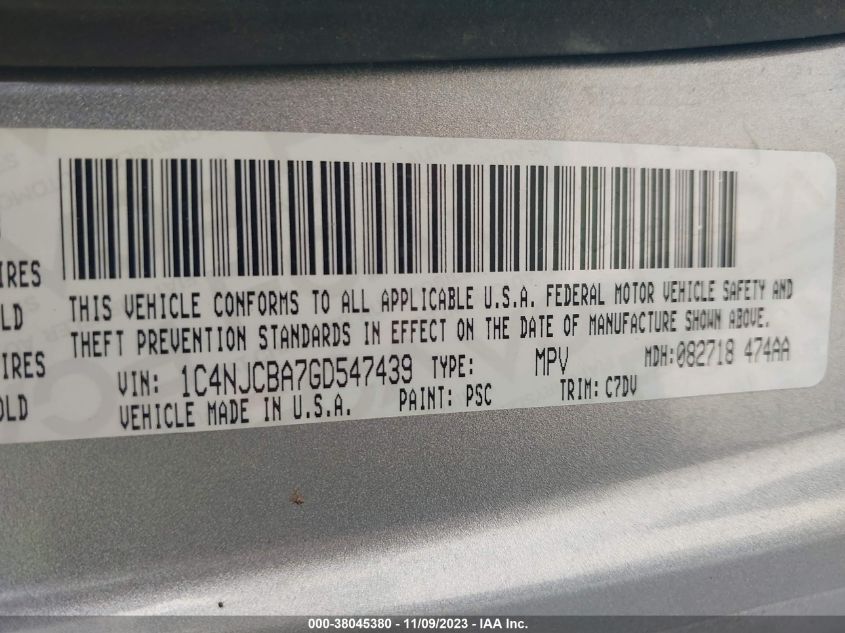 IRES
LD
IRES
OLD
THIS VEHICLE CONFORMS TO ALL APPLICABLE U.S.A. FEDERAL MOTOR VEHICLE SAFETY AND
THEFT PREVENTION STANDARDS IN EFFECT ON THE DATE OF MANUFACTURE SHOWN ABOVE.
VIN: 1C4NJCBA7GD547439 TYPE: MPV MDH:082718 474AA
VEHICLE MADE IN U.S.A. PAINT: PSC TRIM: C7DV
000-38045380 - 11/09/2023 - IAA Inc.